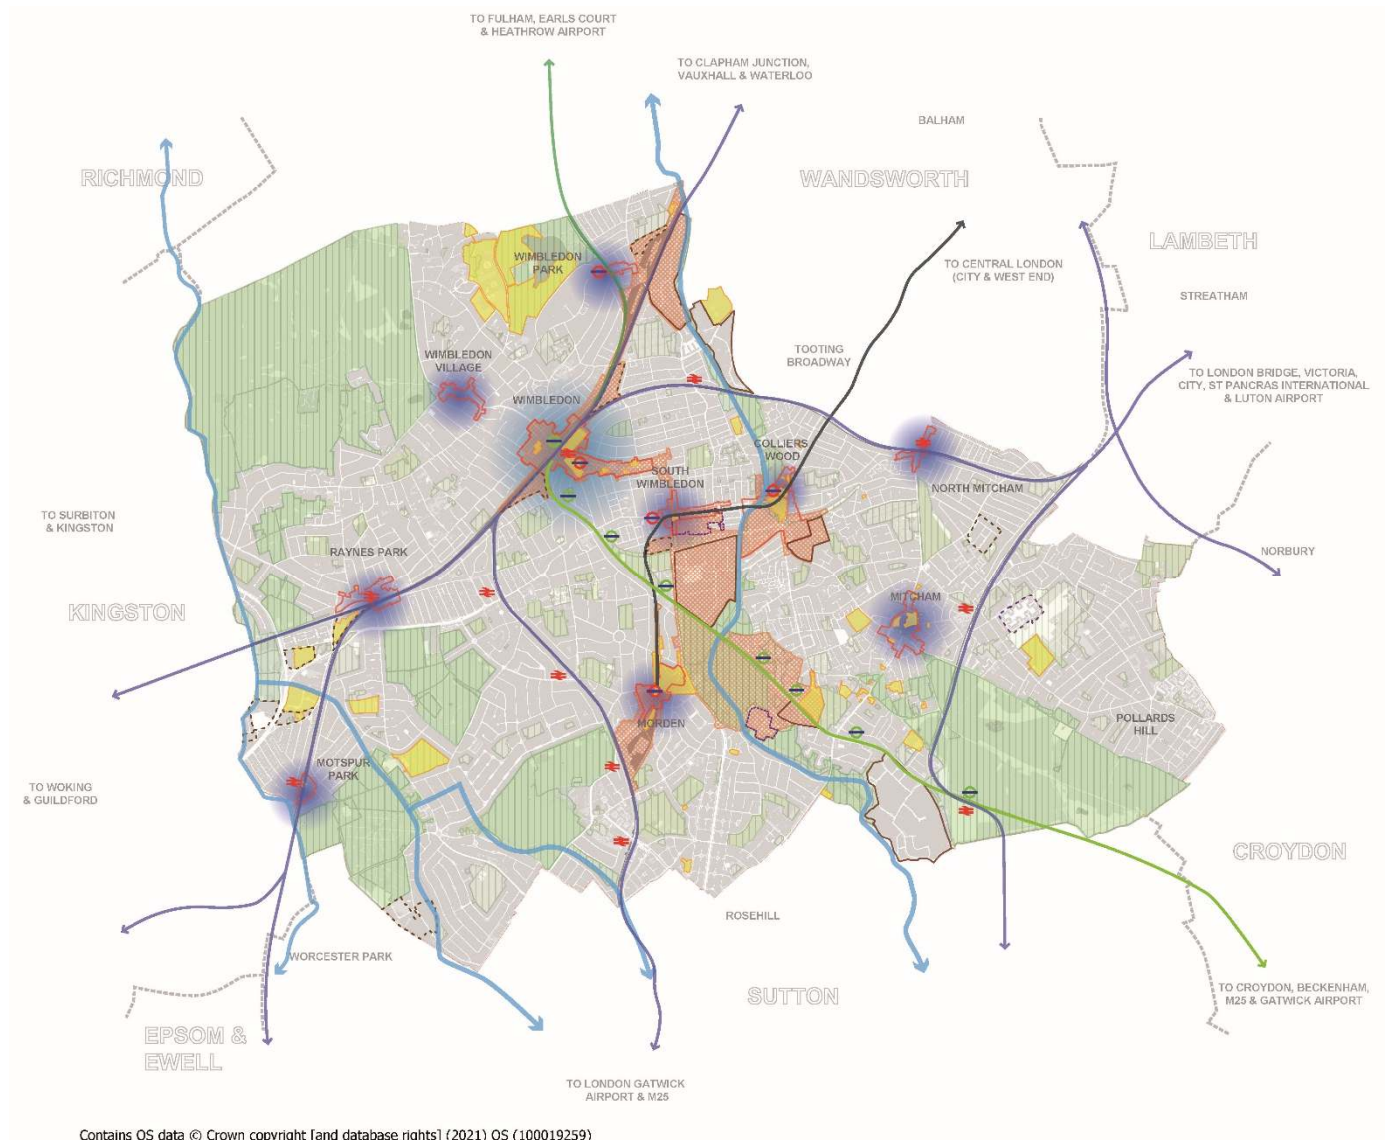 TO FULHAM, EARLS COURT
& HEATHROW AIRPORT
TO CLAPHAM JUNCTION,
VAUXHALL & WATERLOO
BALHAM
RICHMOND
WANDSWORTH
LAMBETH
WIMBLEDON
PARK
TO CENTRAL LONDON
(CITY & WEST END)
STREATHAM
TOOTING
BROADWAY
WIMBLEDON
VILLAGE
TO LONDON BRIDGE, VICTORIA,
CITY, ST PANCRAS INTERNATIONAL
& LUTON AIRPORT
WIMBLEDON
COLLIERS
WOOD
SOUTH
WIMBLEDON
NORTH MITCHAM
TO SURBITON
& KINGSTON
RAYNES PARK
NORBURY
KINGSTON
MITCHAM
MORDEN
POLLARDS
HILL
MOTSPUR
PARK
TO WOKING
& GUILDFORD
CROYDON
ROSEHILL
WORCESTER PARK
SUTTON
TO CROYDON, BECKENHAM,
M25 & GATWICK AIRPORT
EPSOM &
EWELL
TO LONDON GATWICK
AIRPORT & M25
Contains OS data © Crown copyright [and database rights] (2021) OS (100019259)